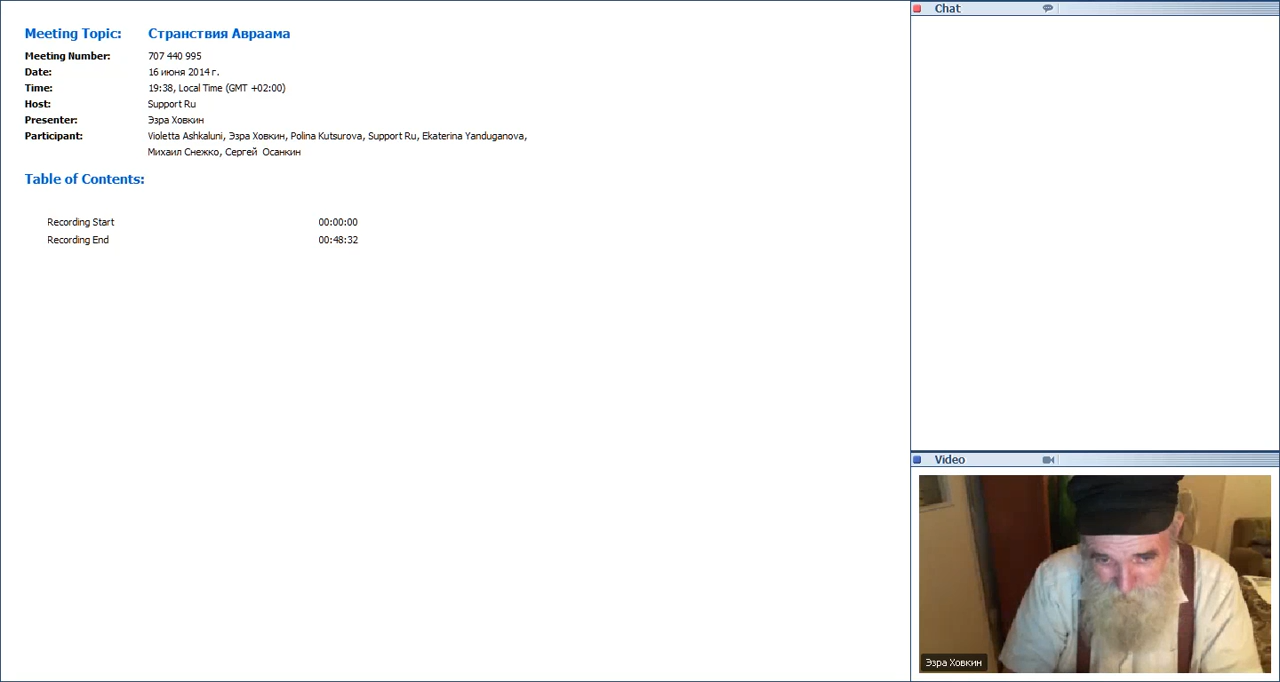 Meeting Topic: Странствия Авраама
Meeting Number: 707 440 995
Date: 16 июня 2014 г.
Time: 19:38, Local Time (GMT +02:00)
Host: Support Ru
Presenter: Эзра Ховкин
Participant: Violetta Ashkaluni, Эзра Ховкин, Polina Kutsurova, Support Ru, Ekaterina Yanduganova,
Михаил Снежко, Сергей Осанкин
Table of Contents:
Recording Start 00:00:00
Recording End 00:48:32
Chat
Video
Эзра Ховкин